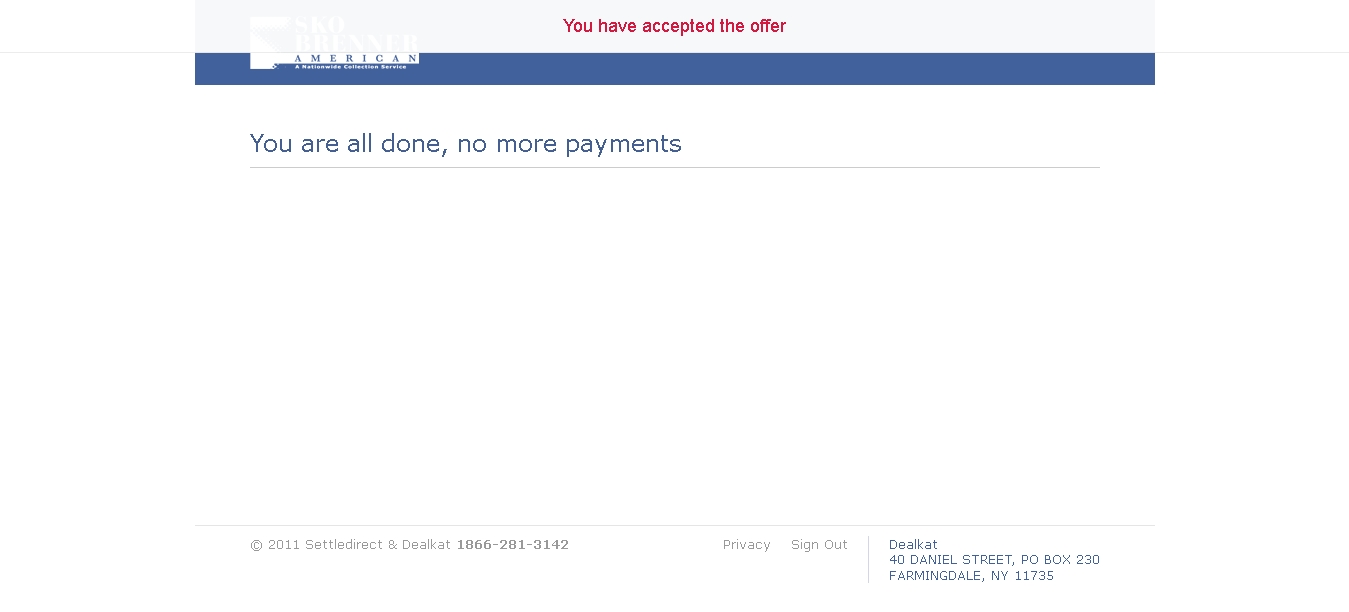 You have accepted the offer
SKO
BRENNER
AMERICAN
A Nationwide Collection Service
You are all done, no more payments
© 2011 Settledirect & Dealkat 1866-281-3142
Privacy Sign Out
Dealkat
40 DANIEL STREET, PO BOX 230
FARMINGDALE, NY 11735